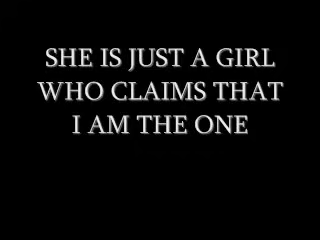 SHE IS JUST A GIRL
WHO CLAIMS THAT
I AM THE ONE